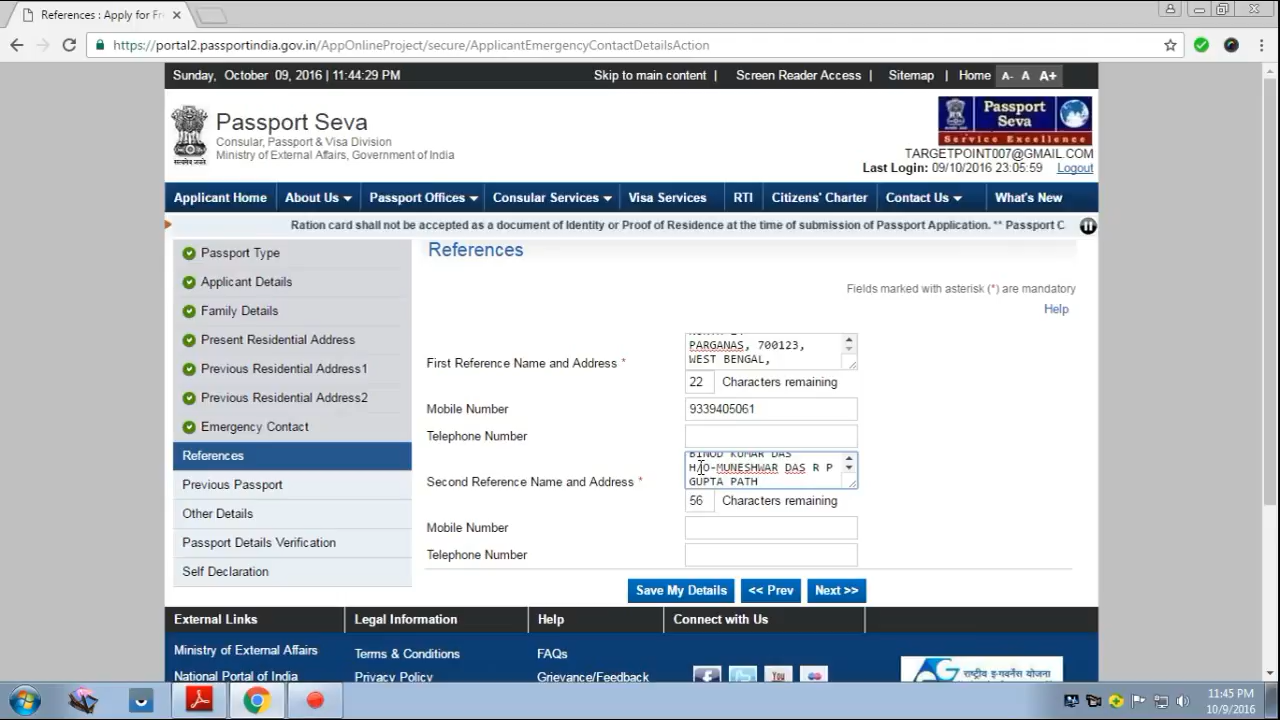 References : Apply for Fr
https://portal2.passportindia.gov.in/AppOnlineProject/secure/ApplicantEmergencyContactDetailsAction
Sunday, October 09, 2016 | 11:44:29 PM
Skip to main content | Screen Reader Access | Sitemap | Home A- A A+
Passport Seva
Consular, Passport & Visa Division
Ministry of External Affairs, Government of India
सत्यमेव जयते
Passport
Seva
Service Excellence
TARGETPOINT007@GMAIL.COM
Last Login: 09/10/2016 23:05:59 Logout
Applicant Home About Us Passport Offices Consular Services Visa Services RTI Citizens' Charter Contact Us What's New
Ration card shall not be accepted as a document of Identity or Proof of Residence at the time of submission of Passport Application. ** Passport C
Passport Type
Applicant Details
Family Details
Present Residential Address
Previous Residential Address1
Previous Residential Address2
Emergency Contact
References
Previous Passport
Other Details
Passport Details Verification
Self Declaration
References
Fields marked with asterisk (*) are mandatory
Help
First Reference Name and Address *
PARGANAS, 700123,
WEST BENGAL,
22 Characters remaining
Mobile Number
9339405061
Telephone Number
Second Reference Name and Address *
BINOD KUMAR DAS
H/O-MUNESHWAR DAS R P
GUPTA PATH
56 Characters remaining
Mobile Number
Telephone Number
Save My Details << Prev Next >>
External Links Legal Information Help Connect with Us
Ministry of External Affairs Terms & Conditions FAQs
National Portal of India Privacy Policy Grievance/Feedback
You
राष्ट्रीय ई-गवर्नेंस योजना
11:45 PM
10/9/2016